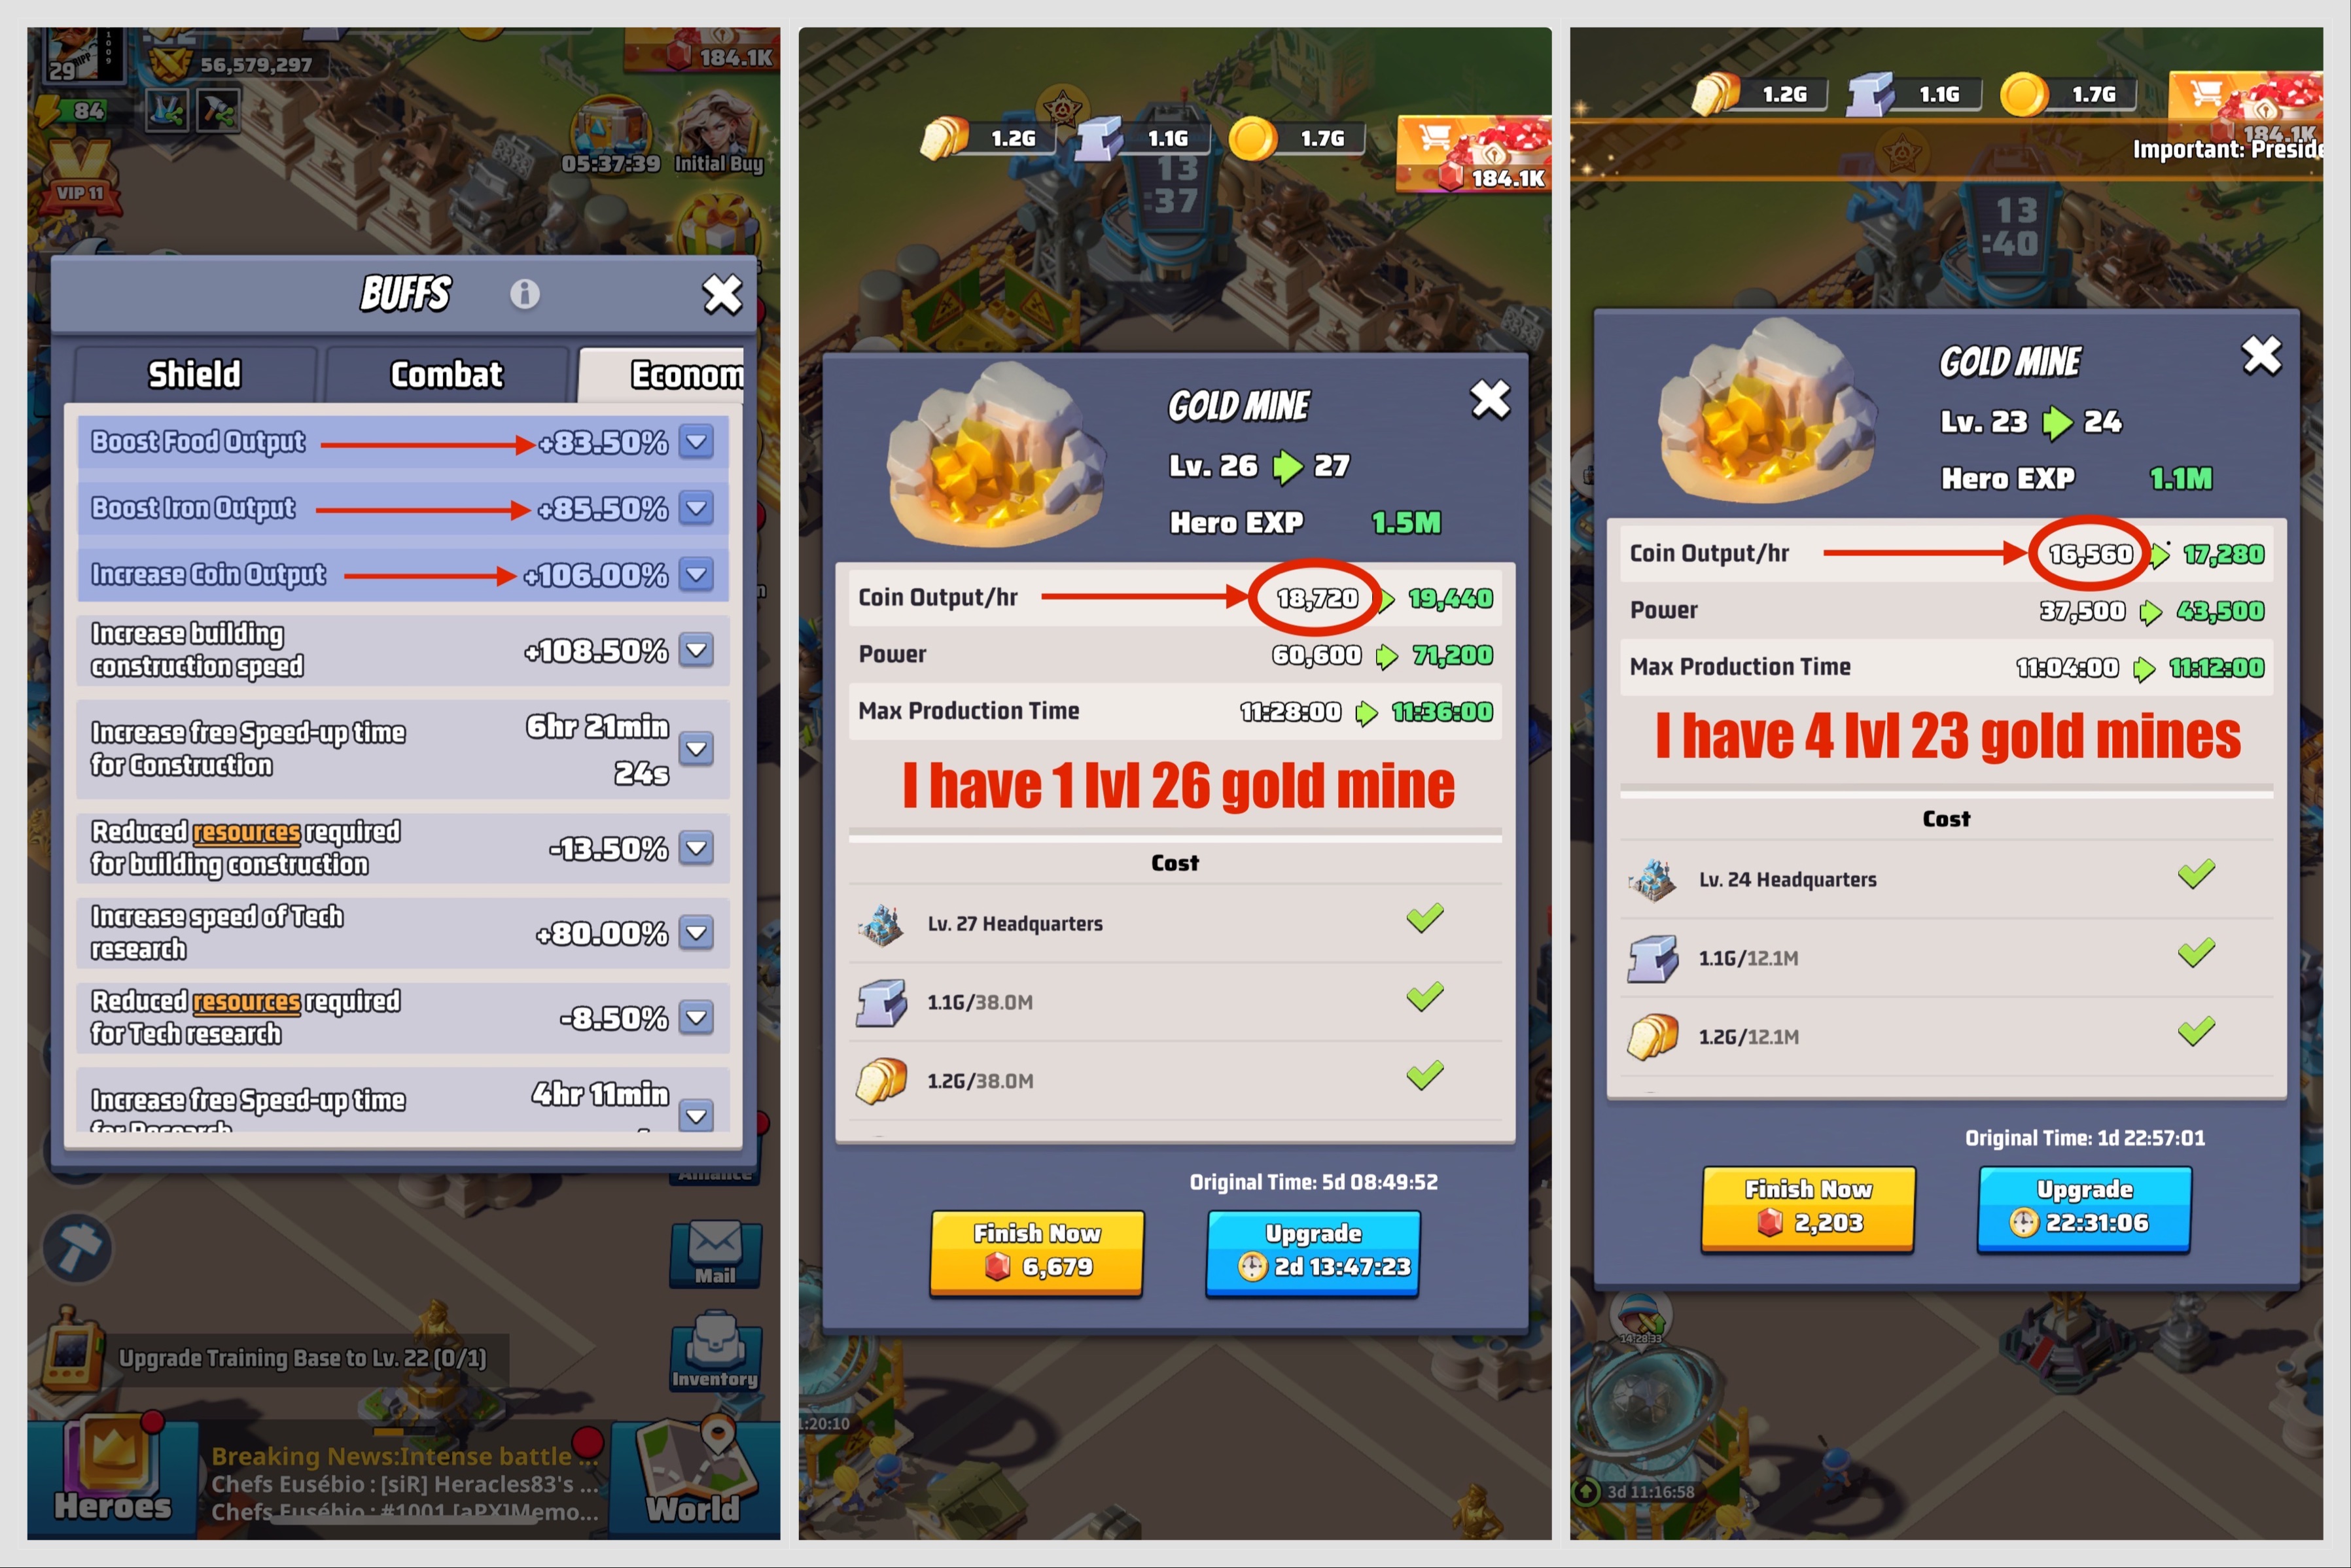 29
56,579,297
184.1K
84
05:37:39
Initial Buy
VIP 11
BUFFS
Shield
Combat
Econom
Boost Food Output
+83.50%
Boost Iron Output
+85.50%
Increase Coin Output
+106.00%
Increase building
construction speed
+108.50%
Increase free Speed-up time
for Construction
6hr 21min
24s
Reduced resources required
for building construction
-13.50%
Increase speed of Tech
research
+80.00%
Reduced resources required
for Tech research
-8.50%
Increase free Speed-up time
for Research
4hr 11min
Alliance
Mail
Upgrade Training Base to Lv. 22 (0/1)
Inventory
Breaking News:Intense battle ...
Chefs Eusébio : [siR] Heracles83's ...
Chefs Eusébio : #1001 [aPX]Memo...
Heroes
World
1.2G
1.1G
1.7G
184.1K
13
:37
GOLD MINE
Lv. 26 27
Hero EXP 1.5M
Coin Output/hr 18,720 19,440
Power 60,600 71,200
Max Production Time 11:28:00 11:36:00
I have 1 lvl 26 gold mine
Cost
Lv. 27 Headquarters
1.1G/38.0M
1.2G/38.0M
Original Time: 5d 08:49:52
Finish Now
6,679
Upgrade
2d 13:47:23
1:20:10
1.2G
1.1G
1.7G
184.1K
Important: Preside
13
:40
GOLD MINE
Lv. 23 24
Hero EXP 1.1M
Coin Output/hr 16,560 17,280
Power 37,500 43,500
Max Production Time 11:04:00 11:12:00
I have 4 lvl 23 gold mines
Cost
Lv. 24 Headquarters
1.1G/12.1M
1.2G/12.1M
Original Time: 1d 22:57:01
Finish Now
2,203
Upgrade
22:31:06
14:28:33
3d 11:16:58